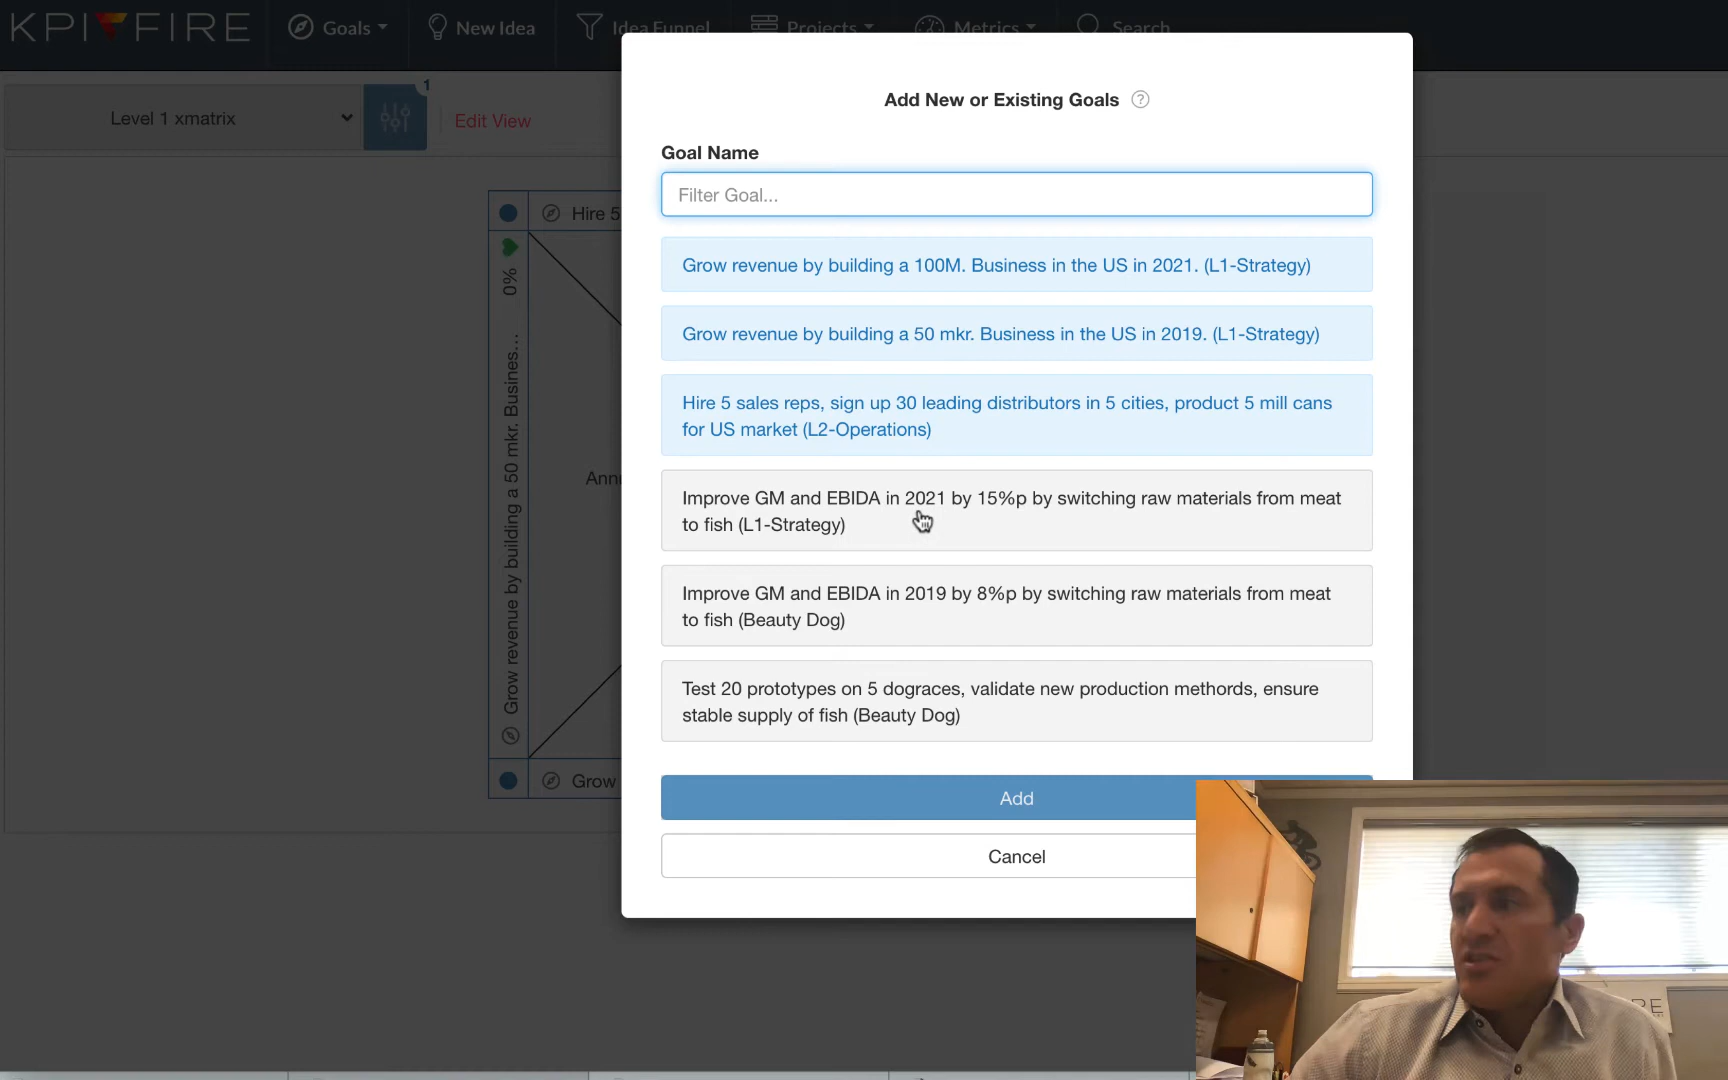 KPI FIRE
Goals
New Idea
Idea Funnel
Projects
Metrics
Search
Level 1 xmatrix
1
Edit View
Add New or Existing Goals ?
Goal Name
Filter Goal...
Grow revenue by building a 100M. Business in the US in 2021. (L1-Strategy)
Grow revenue by building a 50 mkr. Business in the US in 2019. (L1-Strategy)
Hire 5 sales reps, sign up 30 leading distributors in 5 cities, product 5 mill cans
for US market (L2-Operations)
Improve GM and EBIDA in 2021 by 15%p by switching raw materials from meat
to fish (L1-Strategy)
Improve GM and EBIDA in 2019 by 8%p by switching raw materials from meat
to fish (Beauty Dog)
Test 20 prototypes on 5 dograces, validate new production methords, ensure
stable supply of fish (Beauty Dog)
Add
Cancel
Hire 5
0%
Grow revenue by building a 50 mkr. Busines...
Ann
Grow
RE